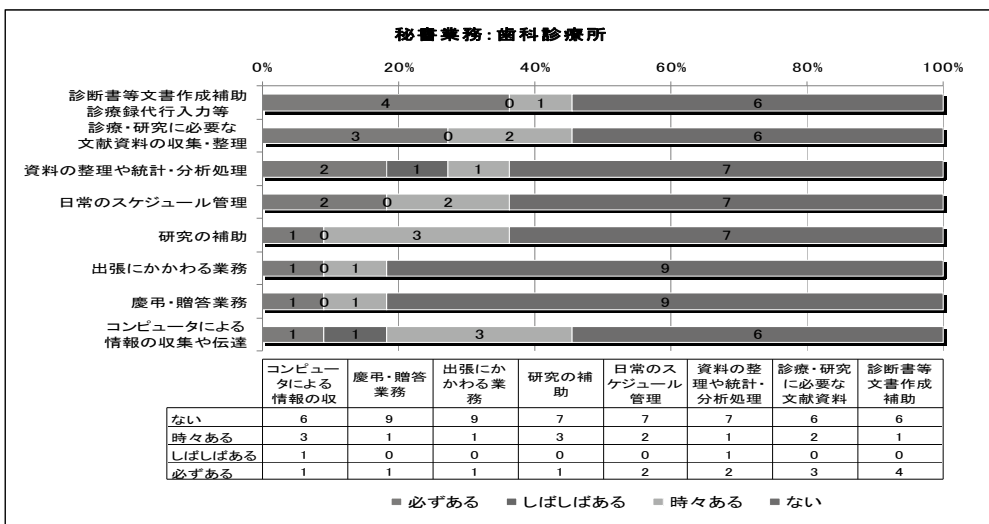 秘書業務：歯科診療所
0% 20% 40% 60% 80% 100%
診断書等文書作成補助
診療録代行入力等
4 0 1 6
診療・研究に必要な
文献資料の収集・整理
3 0 2 6
資料の整理や統計・分析処理
2 1 1 7
日常のスケジュール管理
2 0 2 7
研究の補助
1 0 3 7
出張にかかわる業務
1 0 1 9
慶弔・贈答業務
1 0 1 9
コンピュータによる
情報の収集や伝達
1 1 3 6
コンピュー 慶弔・贈答 出張にか 研究の補 日常のス 資料の整 診療・研究 診断書等
タによる 業務 かわる業 助 ケジュール 理や統計・ に必要な 文書作成
情報の収 務 管理 分析処理 文献資料 補助
ない 6 9 9 7 7 7 6 6
時々ある 3 1 1 3 2 1 2 1
しばしばある 1 0 0 0 0 1 0 0
必ずある 1 1 1 1 2 2 3 4
必ずある しばしばある 時々ある ない